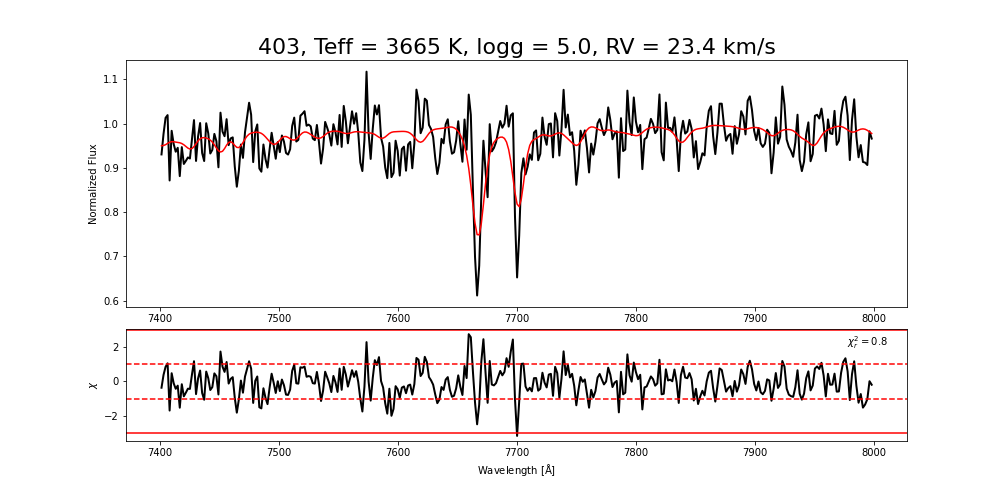 403, Teff = 3665 K, logg = 5.0, RV = 23.4 km/s
Normalized Flux
1.1
1.0
0.9
0.8
0.7
0.6
7400 7500 7600 7700 7800 7900 8000
χ
2
0
−2
χ²ᵣ = 0.8
7400 7500 7600 7700 7800 7900 8000
Wavelength [Å]